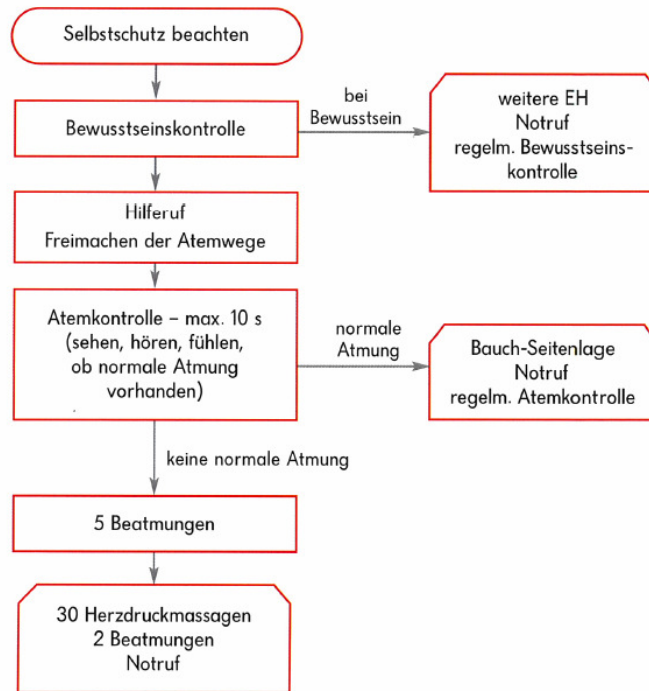 Selbstschutz beachten
Bewusstseinskontrolle
bei
Bewusstsein
weitere EH
Notruf
regelm. Bewusstseins-
kontrolle
Hilferuf
Freimachen der Atemwege
Atemkontrolle – max. 10 s
(sehen, hören, fühlen,
ob normale Atmung
vorhanden)
normale
Atmung
Bauch-Seitenlage
Notruf
regelm. Atemkontrolle
keine normale Atmung
5 Beatmungen
30 Herzdruckmassagen
2 Beatmungen
Notruf